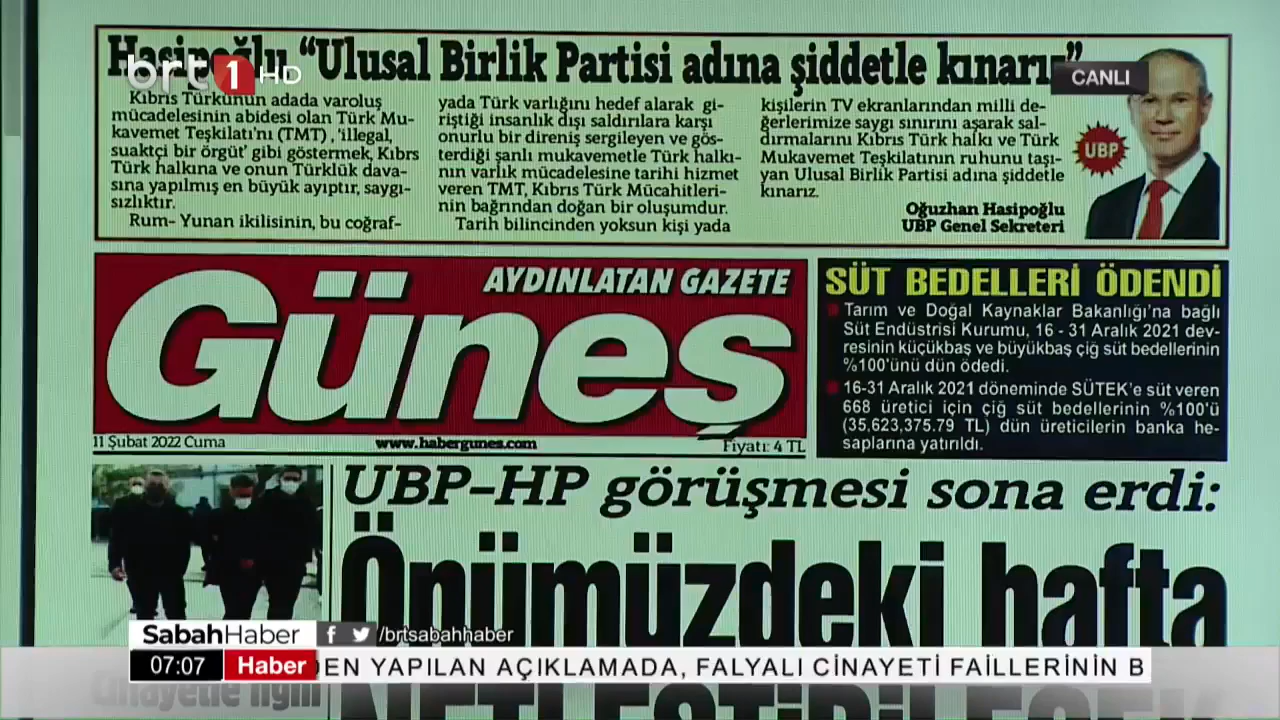 Hasipoğlu “Ulusal Birlik Partisi adına şiddetle kınarız”
brt 1 HD
CANLI
Kıbrıs Türkünün adada varoluş
mücadelesinin abidesi olan Türk Mu-
kavemet Teşkilatı'nı (TMT) , 'illegal,
suaktçi bir örgüt' gibi göstermek, Kıbrs
Türk halkına ve onun Türklük dava-
sına yapılmış en büyük ayıptır, saygı-
sızlıktır.
Rum- Yunan ikilisinin, bu coğraf-
yada Türk varlığını hedef alarak gi-
riştiği insanlık dışı saldırılara karşı
onurlu bir direniş sergileyen ve gös-
terdiği şanlı mukavemetle Türk halkı-
nın varlık mücadelesine tarihi hizmet
veren TMT, Kıbrıs Türk Mücahitleri-
nin bağrından doğan bir oluşumdur.
Tarih bilincinden yoksun kişi yada
kişilerin TV ekranlarından milli de-
ğerlerimize saygı sınırını aşarak sal-
dırmalarını Kıbrıs Türk halkı ve Türk
Mukavemet Teşkilatının ruhunu taşı-
yan Ulusal Birlik Partisi adına şiddetle
kınarız.
Oğuzhan Hasipoğlu
UBP Genel Sekreteri
UBP
AYDINLATAN GAZETE
Güneş
11 Şubat 2022 Cuma
www.habergunes.com
Fiyatı: 4 TL
SÜT BEDELLERİ ÖDENDİ
Tarım ve Doğal Kaynaklar Bakanlığı'na bağlı
Süt Endüstrisi Kurumu, 16 - 31 Aralık 2021 dev-
resinin küçükbaş ve büyükbaş çiğ süt bedellerinin
%100'ünü dün ödedi.
16-31 Aralık 2021 döneminde SÜTEK'e süt veren
668 üretici için çiğ süt bedellerinin %100'ü
(35,623,375.79 TL) dün üreticilerin banka he-
saplarına yatırıldı.
UBP-HP görüşmesi sona erdi:
Önümüzdeki hafta
SabahHaber
/brtsabahhaber
07:07
Haber
DEN YAPILAN AÇIKLAMADA, FALYALI CİNAYETİ FAİLLERİNİN B